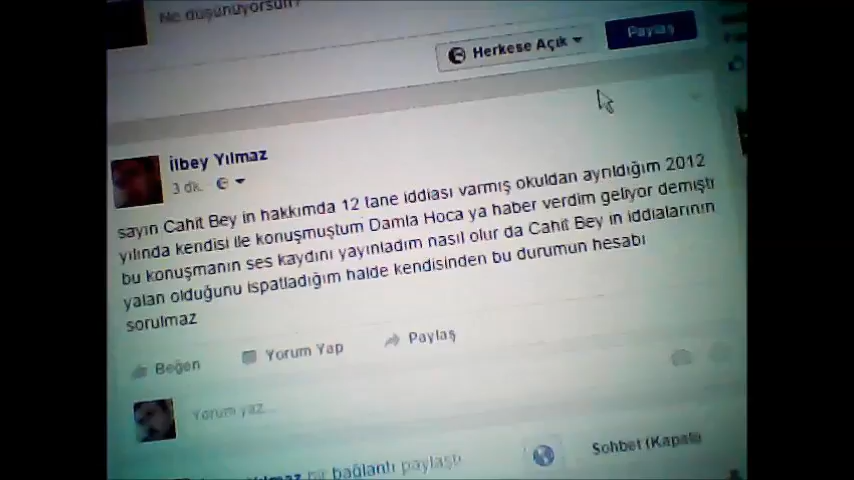 Ne düşünüyorsun?
Herkese Açık
Paylaş
İlbey Yılmaz
3 dk.
sayın Cahit Bey in hakkımda 12 tane iddiası varmış okuldan ayrıldığım 2012
yılında kendisi ile konuşmuştum Damla Hoca ya haber verdim geliyor demişti
bu konuşmanın ses kaydını yayınladım nasıl olur da Cahit Bey in iddialarının
yalan olduğunu ispatladığım halde kendisinden bu durumun hesabı
sorulmaz
Beğen Yorum Yap Paylaş
Yorum yaz...
Yılmaz bir bağlantı paylaştı
Sohbet (Kapalı)